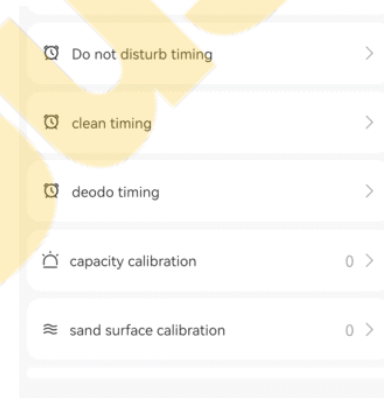 Do not disturb timing
clean timing
deodo timing
capacity calibration 0
sand surface calibration 0